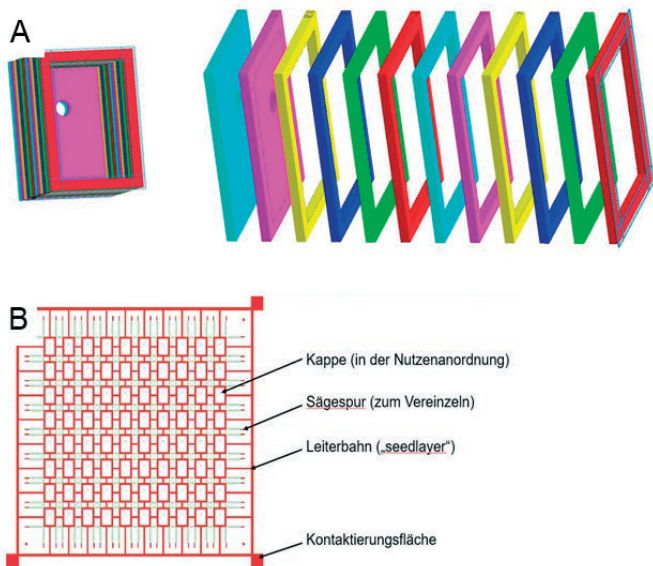 A
B
Kappe (in der Nutzenanordnung)
Sägespur (zum Vereinzeln)
Leiterbahn („seedlayer“)
Kontaktierungsfläche